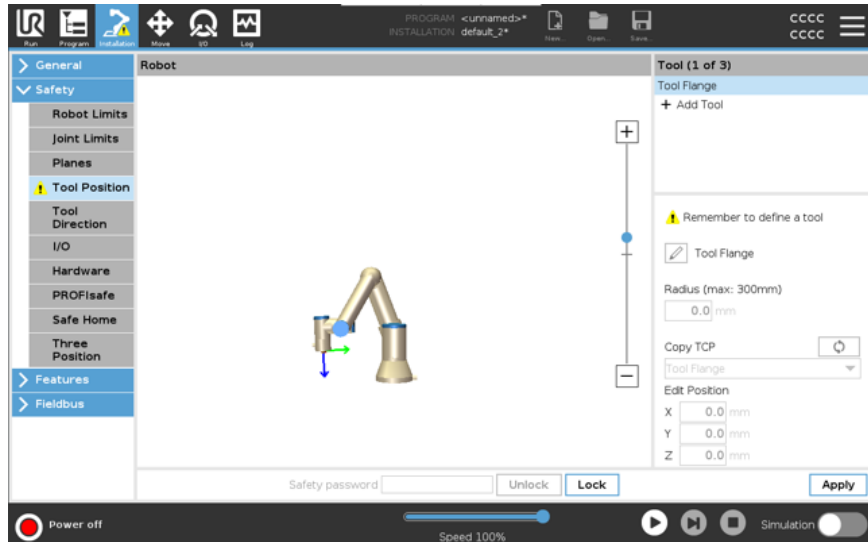 PROGRAM <unnamed>*
INSTALLATION default_2*
UR
Run
Program
Installation
Move
I/O
Log
New...
Open...
Save...
cccc
cccc
General
Safety
Robot Limits
Joint Limits
Planes
Tool Position
Tool
Direction
I/O
Hardware
PROFIsafe
Safe Home
Three
Position
Features
Fieldbus
Robot
Tool (1 of 3)
Tool Flange
+ Add Tool
Remember to define a tool
Tool Flange
Radius (max: 300mm)
0.0 mm
Copy TCP
Tool Flange
Edit Position
X 0.0 mm
Y 0.0 mm
Z 0.0 mm
Safety password
Unlock
Lock
Apply
Power off
Speed 100%
Simulation